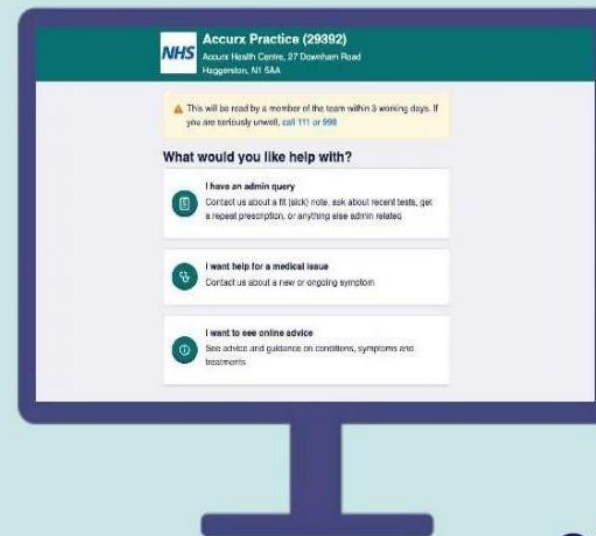 NHS
Accurx Practice (29392)
Accurx Health Centre, 27 Downham Road
Haggerston, N1 5AA
This will be read by a member of the team within 3 working days. If
you are seriously unwell, call 111 or 999
What would you like help with?
I have an admin query
Contact us about a fit (sick) note, ask about recent tests, get
a repeat prescription, or anything else admin related
I want help for a medical issue
Contact us about a new or ongoing symptom
I want to see online advice
See advice and guidance on conditions, symptoms and
treatments